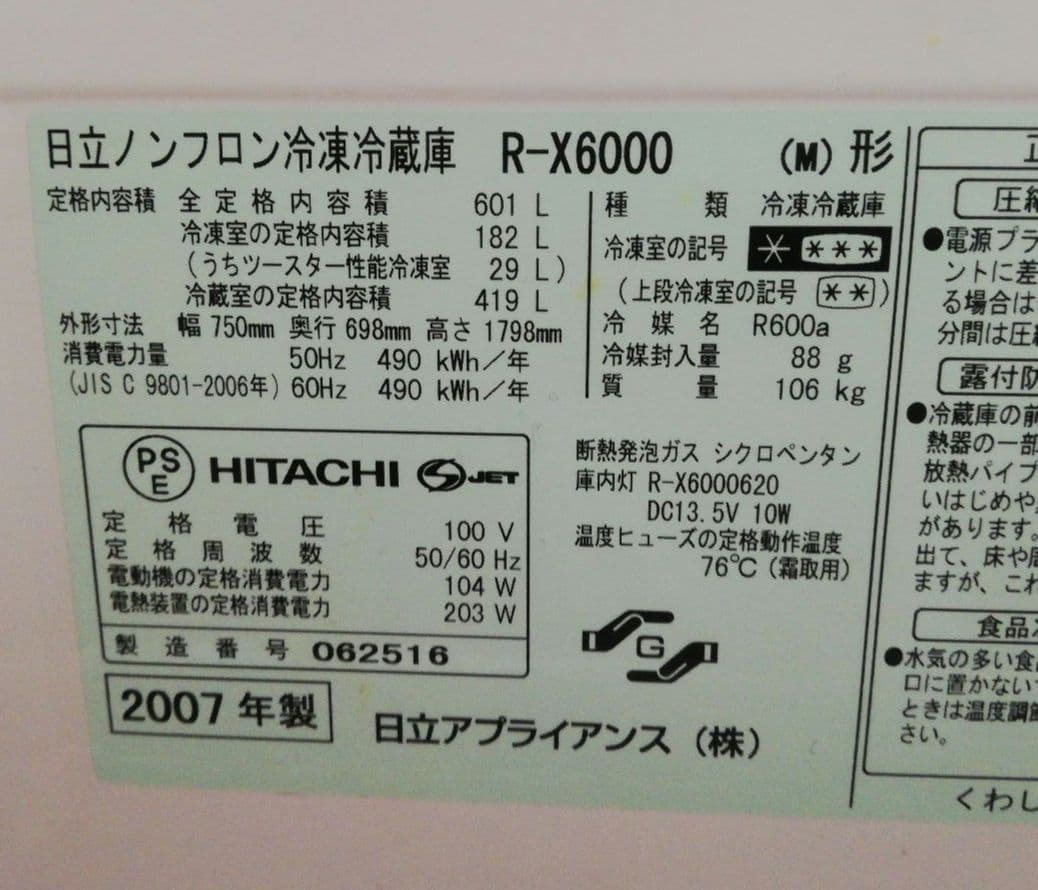 日立ノンフロン冷凍冷蔵庫 R-X6000 (M) 形
定格内容積 全定格内容積 601 L
冷凍室の定格内容積 182 L
(うちツースター性能冷凍室 29 L)
冷蔵室の定格内容積 419 L
外形寸法 幅 750mm 奥行 698mm 高さ 1798mm
消費電力量 50Hz 490 kWh/年
(JIS C 9801-2006年) 60Hz 490 kWh/年
種類 冷凍冷蔵庫
冷凍室の記号 * ***
(上段冷凍室の記号 **)
冷媒名 R600a
冷媒封入量 88 g
質量 106 kg
PSE HITACHI S JET
定格電圧 100 V
定格周波数 50/60 Hz
電動機の定格消費電力 104 W
電熱装置の定格消費電力 203 W
製造番号 062516
2007年製
断熱発泡ガス シクロペンタン
庫内灯 R-X6000620
DC13.5V 10W
温度ヒューズの定格動作温度
76℃(霜取用)
G
日立アプライアンス(株)
圧
●電源プラ
ントに差
る場合は
分間は圧
露付防
●冷蔵庫の前
熱器の一部
放熱パイプ
いはじめや
があります。
出て、床や
ますが、これ
食品
●水気の多い食
口に置かない
ときは温度調節
さい。
くわし